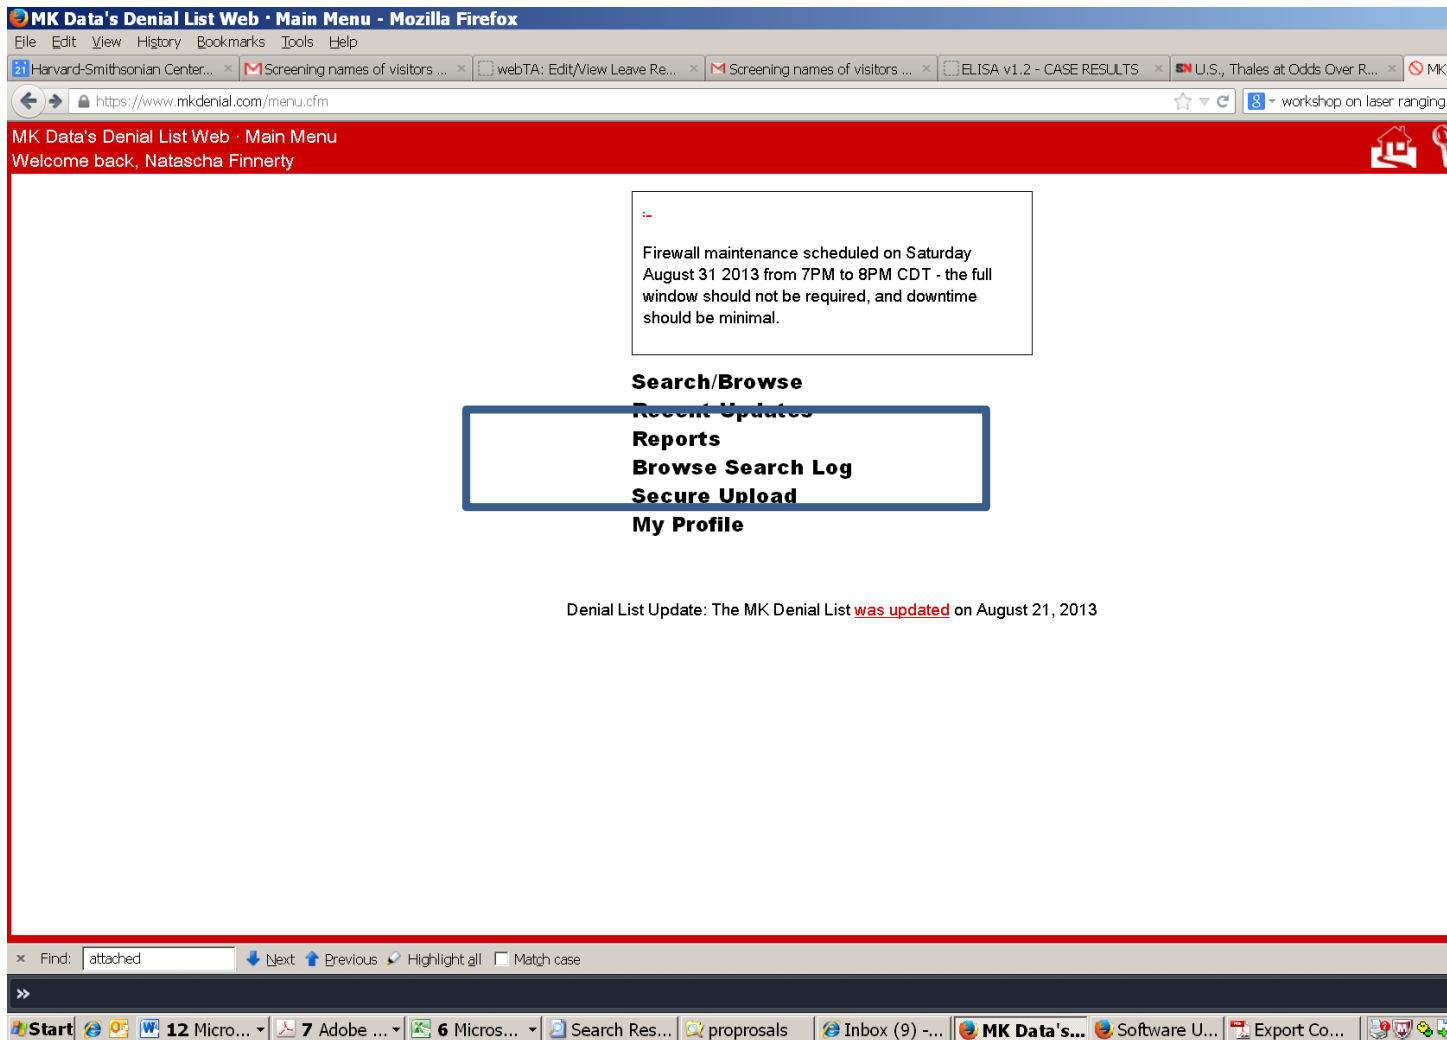 MK Data's Denial List Web · Main Menu - Mozilla Firefox
File Edit View History Bookmarks Tools Help
Harvard-Smithsonian Center... × Screening names of visitors ... × webTA: Edit/View Leave Re... × Screening names of visitors ... × ELISA v1.2 - CASE RESULTS × U.S., Thales at Odds Over R... × MK
https://www.mkdenial.com/menu.cfm workshop on laser ranging
MK Data's Denial List Web · Main Menu
Welcome back, Natascha Finnerty
Firewall maintenance scheduled on Saturday
August 31 2013 from 7PM to 8PM CDT - the full
window should not be required, and downtime
should be minimal.
Search/Browse
Recent Updates
Reports
Browse Search Log
Secure Upload
My Profile
Denial List Update: The MK Denial List was updated on August 21, 2013
× Find: attached Next Previous Highlight all Match case
»
Start 12 Micro... 7 Adobe ... 6 Micros... Search Res... proprosals Inbox (9) -... MK Data's... Software U... Export Co...